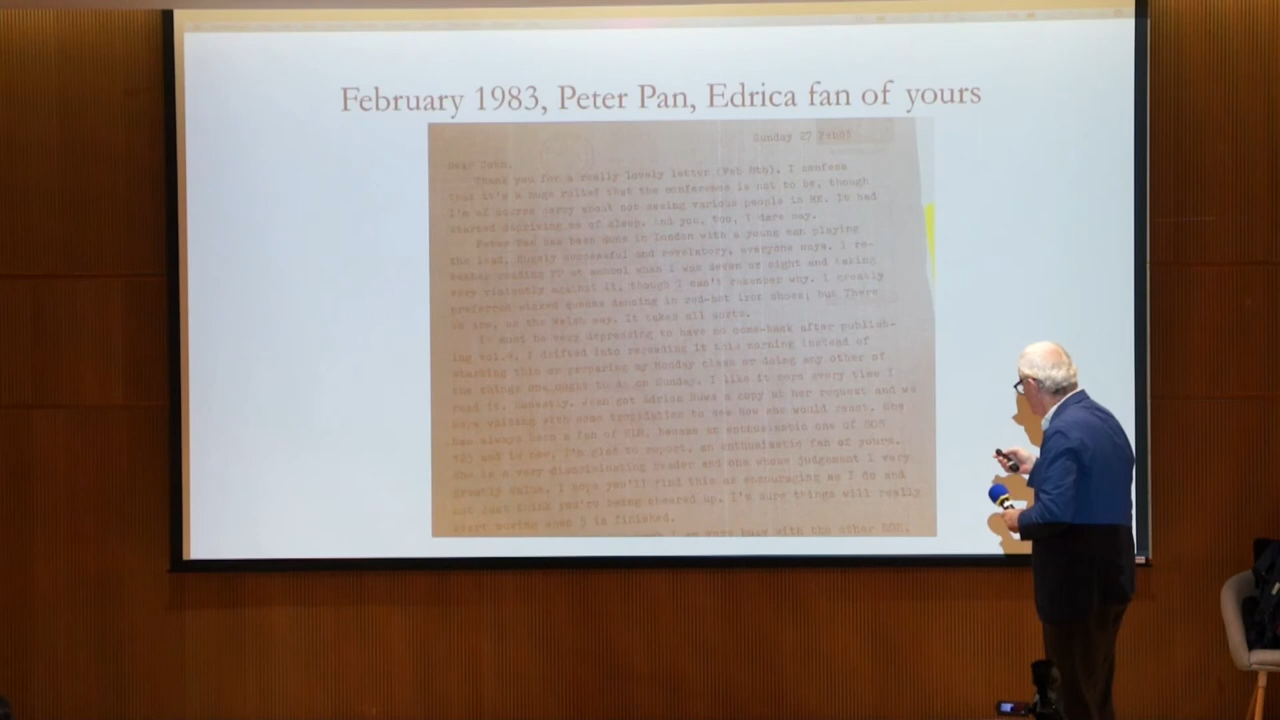 February 1983, Peter Pan, Edrica fan of yours
Sunday 27 Feb83
Dear John,
Thank you for a really lovely letter (Feb 8th). I confess
that it's a huge relief that the conference is not to be, though
I'm of course sorry about not seeing various people in HK. It had
started depriving me of sleep. And you, too, I dare say.
Peter Pan has been done in London with a young man playing
the lead, hugely successful and revelatory, everyone says. I re-
member reading PP at school when I was seven or eight and taking
very violently against it, though I can't remember why. I greatly
preferred wicked queens dancing in red-hot iron shoes; but There
as the Welsh say. It takes all sorts.
It must be very depressing to have no come-back after publish-
ing vol.4. I drifted into rereading it this morning instead of
starting this or preparing my Monday class or doing any other of
the things one ought to do on Sunday. I like it more every time I
read it. Honestly. Jean got Edrica Huws a copy at her request and we
were waiting with some trepidation to see how she would react. She
has always been a fan of became an enthusiastic one of
and is now, I'm glad to report, an enthusiastic fan of yours.
She is a very discriminating reader and one whose judgement I very
greatly value. I hope you'll find this as encouraging as I do and
not just think you're being cheered up. I'm sure things will really
start moving when 5 is finished.
I am very busy with the other